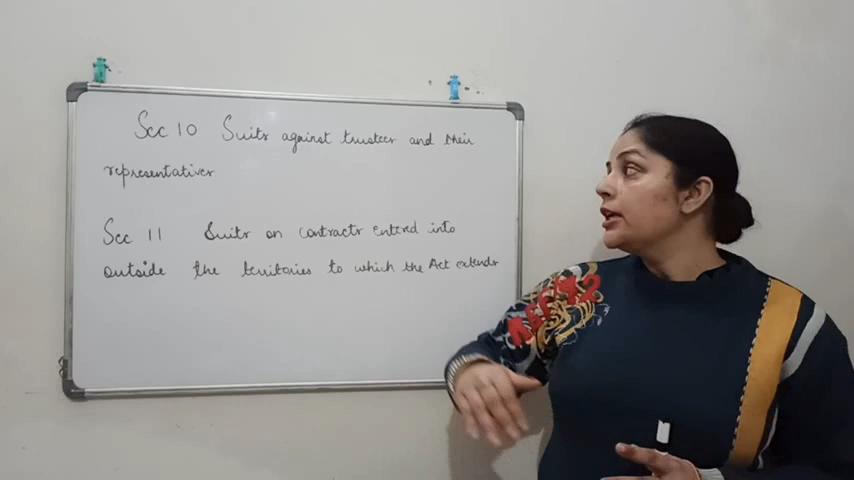 Sec 10 Suits against trustees and their
representatives
Sec 11 Suits on contracts entered into
outside the territories to which the Act extends